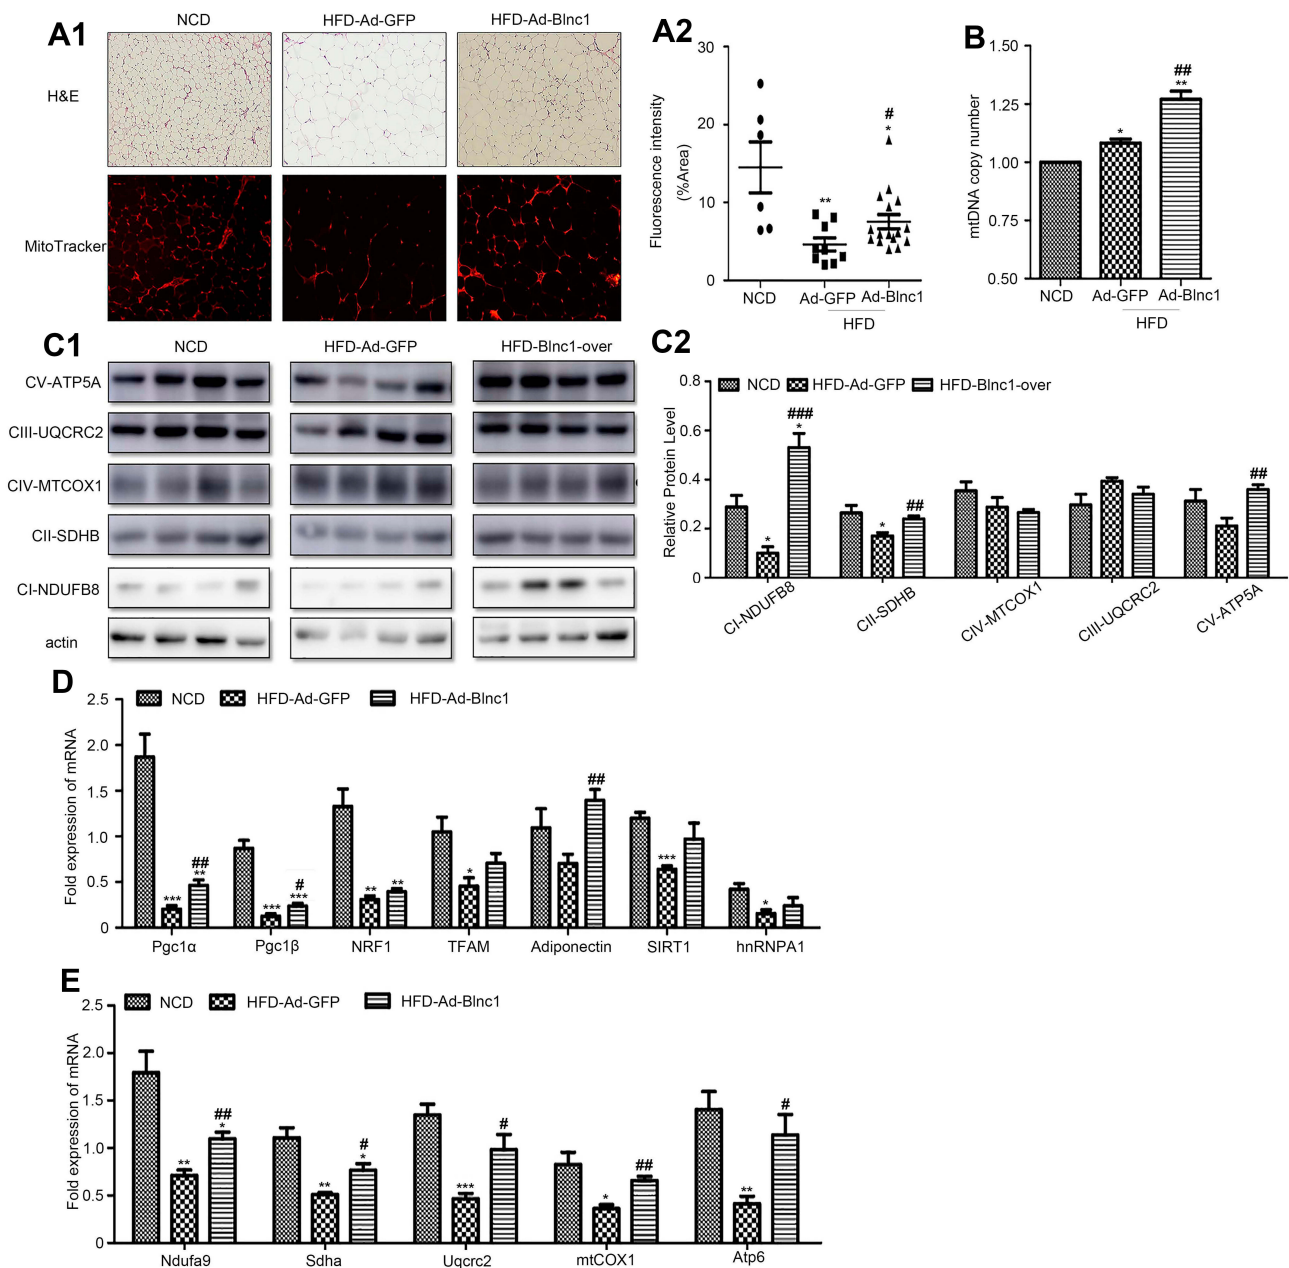 A1
NCD
HFD-Ad-GFP
HFD-Ad-Blnc1
H&E
MitoTracker
A2
Fluorescence intensity
(%Area)
30
20
10
0
**
#
*
NCD
Ad-GFP
Ad-Blnc1
HFD
B
mtDNA copy number
1.50
1.25
1.00
0.75
0.50
*
##
**
NCD
Ad-GFP
Ad-Blnc1
HFD
C1
NCD
HFD-Ad-GFP
HFD-Blnc1-over
CV-ATP5A
CIII-UQCRC2
CIV-MTCOX1
CII-SDHB
CI-NDUFB8
actin
C2
NCD
HFD-Ad-GFP
HFD-Blnc1-over
Relative Protein Level
0.8
0.6
0.4
0.2
0
*
###
*
*
##
##
CI-NDUFB8
CII-SDHB
CIV-MTCOX1
CIII-UQCRC2
CV-ATP5A
D
NCD
HFD-Ad-GFP
HFD-Ad-Blnc1
Fold expression of mRNA
2.5
2.0
1.5
1.0
0.5
0
***
##
**
***
#
***
**
**
*
##
***
*
Pgc1α
Pgc1β
NRF1
TFAM
Adiponectin
SIRT1
hnRNPA1
E
NCD
HFD-Ad-GFP
HFD-Ad-Blnc1
Fold expression of mRNA
2.5
2.0
1.5
1.0
0.5
0
**
##
*
**
#
*
***
#
*
##
**
#
Ndufa9
Sdha
Uqcrc2
mtCOX1
Atp6